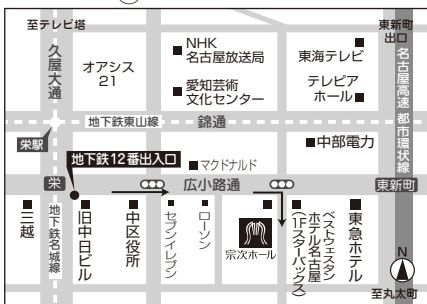 至テレビ塔
久屋大通
オアシス
21
NHK
名古屋放送局
愛知芸術
文化センター
東海テレビ
テレピア
ホール
東新町
出口
名古屋高速 都市環状線
地下鉄東山線
錦通
栄駅
地下鉄12番出入口
マクドナルド
中部電力
栄
広小路通
東新町
三越
地下鉄名城線
旧中日ビル
中区役所
セブンイレブン
ローソン
宗次ホール
ベストウェスタン
ホテル名古屋
(1Fスターバックス)
東急ホテル
N
至丸太町